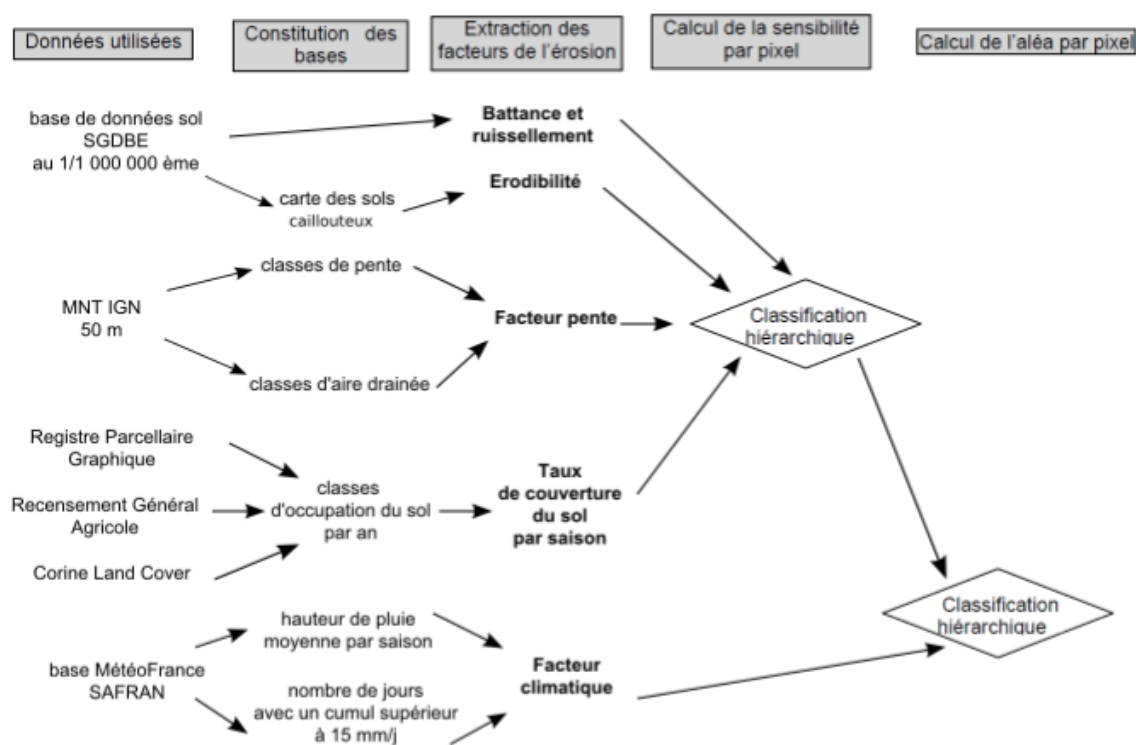 Données utilisées
Constitution des
bases
Extraction des
facteurs de l'érosion
Calcul de la sensibilité
par pixel
Calcul de l'aléa par pixel
base de données sol
SGDBE
au 1/1 000 000 ème
Battance et
ruissellement
carte des sols
caillouteux
Erodibilité
MNT IGN
50 m
classes de pente
classes d'aire drainée
Facteur pente
Classification
hiérarchique
Registre Parcellaire
Graphique
Recensement Général
Agricole
Corine Land Cover
classes
d'occupation du sol
par an
Taux
de couverture
du sol
par saison
base MétéoFrance
SAFRAN
hauteur de pluie
moyenne par saison
nombre de jours
avec un cumul supérieur
à 15 mm/j
Facteur
climatique
Classification
hiérarchique